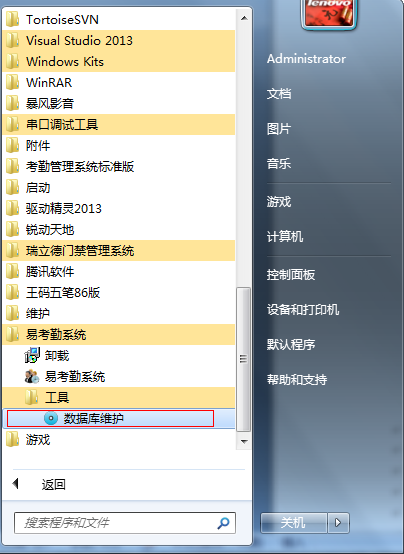 TortoiseSVN
Visual Studio 2013
Windows Kits
WinRAR
暴风影音
串口调试工具
附件
考勤管理系统标准版
启动
驱动精灵2013
锐动天地
瑞立德门禁管理系统
腾讯软件
王码五笔86版
维护
易考勤系统
卸载
易考勤系统
工具
数据库维护
游戏
返回
搜索程序和文件
lenovo
Administrator
文档
图片
音乐
游戏
计算机
控制面板
设备和打印机
默认程序
帮助和支持
关机